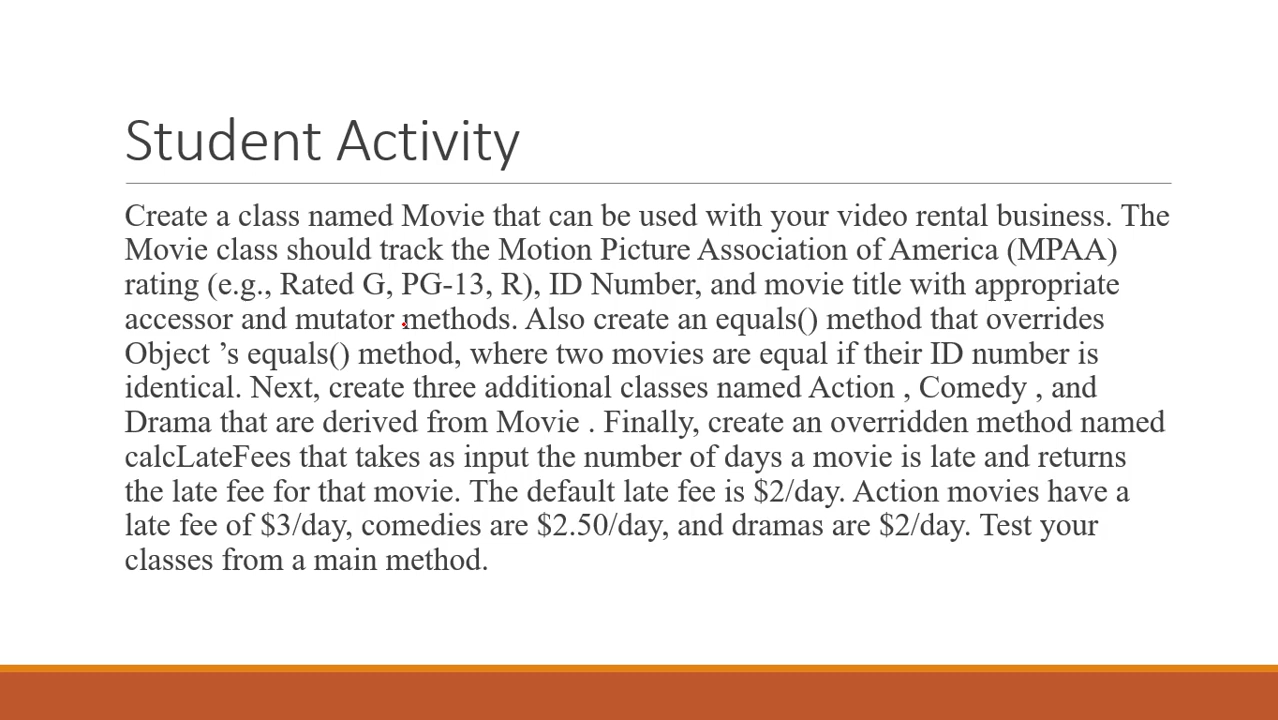 Student Activity
Create a class named Movie that can be used with your video rental business. The
Movie class should track the Motion Picture Association of America (MPAA)
rating (e.g., Rated G, PG-13, R), ID Number, and movie title with appropriate
accessor and mutator methods. Also create an equals() method that overrides
Object ’s equals() method, where two movies are equal if their ID number is
identical. Next, create three additional classes named Action , Comedy , and
Drama that are derived from Movie . Finally, create an overridden method named
calcLateFees that takes as input the number of days a movie is late and returns
the late fee for that movie. The default late fee is $2/day. Action movies have a
late fee of $3/day, comedies are $2.50/day, and dramas are $2/day. Test your
classes from a main method.